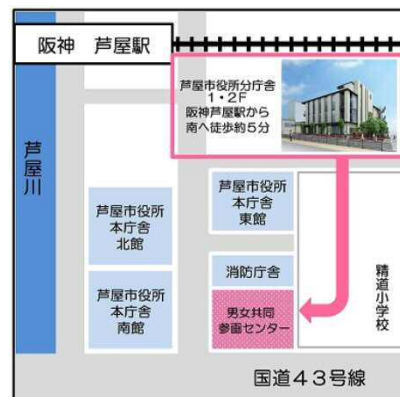 阪神　芦屋駅
芦屋市役所分庁舎
１・２F
阪神芦屋駅から
南へ徒歩約５分
芦屋川
芦屋市役所
本庁舎
東館
芦屋市役所
本庁舎
北館
消防庁舎
芦屋市役所
本庁舎
南館
男女共同
参画センター
精道小学校
国道４３号線